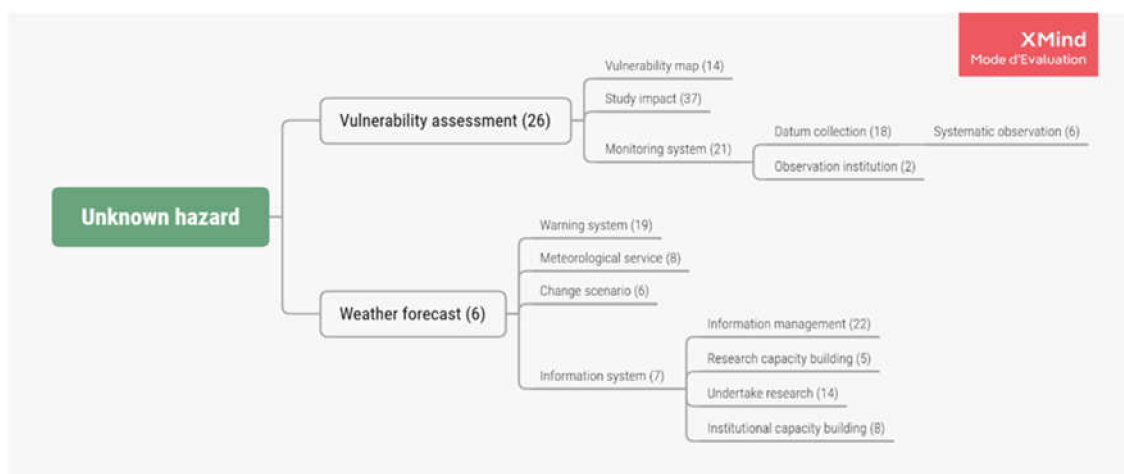 XMind
Mode d'Evaluation
Unknown hazard
Vulnerability assessment (26)
Vulnerability map (14)
Study impact (37)
Monitoring system (21)
Datum collection (18)
Systematic observation (6)
Observation institution (2)
Weather forecast (6)
Warning system (19)
Meteorological service (8)
Change scenario (6)
Information system (7)
Information management (22)
Research capacity building (5)
Undertake research (14)
Institutional capacity building (8)